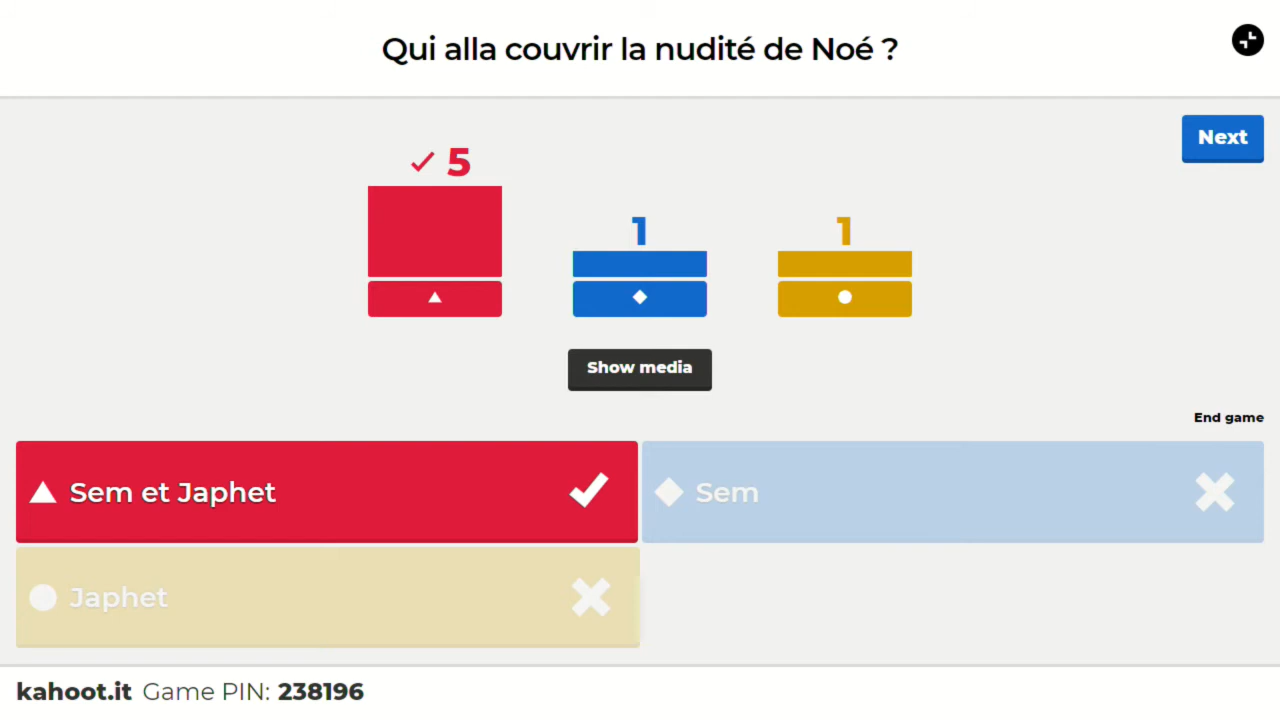 Qui alla couvrir la nudité de Noé ?
Next
5
1
1
Show media
End game
Sem et Japhet
Sem
Japhet
kahoot.it Game PIN: 238196